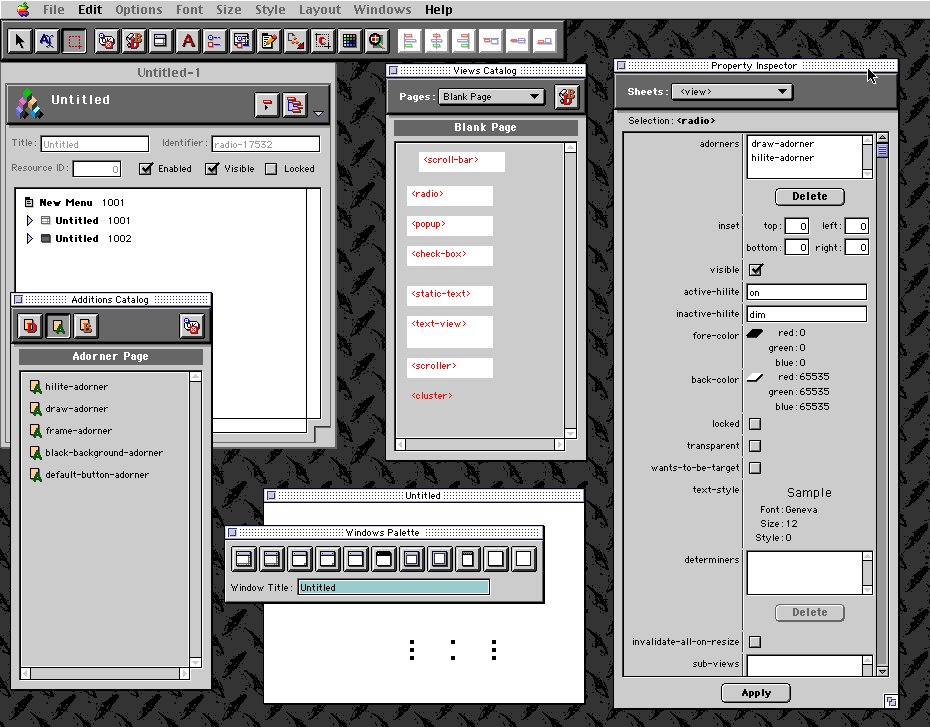 File Edit Options Font Size Style Layout Windows Help
Untitled-1
Untitled
Title: Untitled Identifier: radio-17532
Resource ID: 0 Enabled Visible Locked
New Menu 1001
Untitled 1001
Untitled 1002
Additions Catalog
Adorner Page
hilite-adorner
draw-adorner
frame-adorner
black-background-adorner
default-button-adorner
Views Catalog
Pages: Blank Page
Blank Page
<scroll-bar>
<radio>
<popup>
<check-box>
<static-text>
<text-view>
<scroller>
<cluster>
Untitled
Windows Palette
Window Title: Untitled
Property Inspector
Sheets: <view>
Selection: <radio>
adorners draw-adorner
hilite-adorner
Delete
inset top: 0 left: 0
bottom: 0 right: 0
visible
active-hilite on
inactive-hilite dim
fore-color red: 0
green: 0
blue: 0
back-color red: 65535
green: 65535
blue: 65535
locked
transparent
wants-to-be-target
text-style Sample
Font: Geneva
Size: 12
Style: 0
determiners
Delete
invalidate-all-on-resize
sub-views
Apply